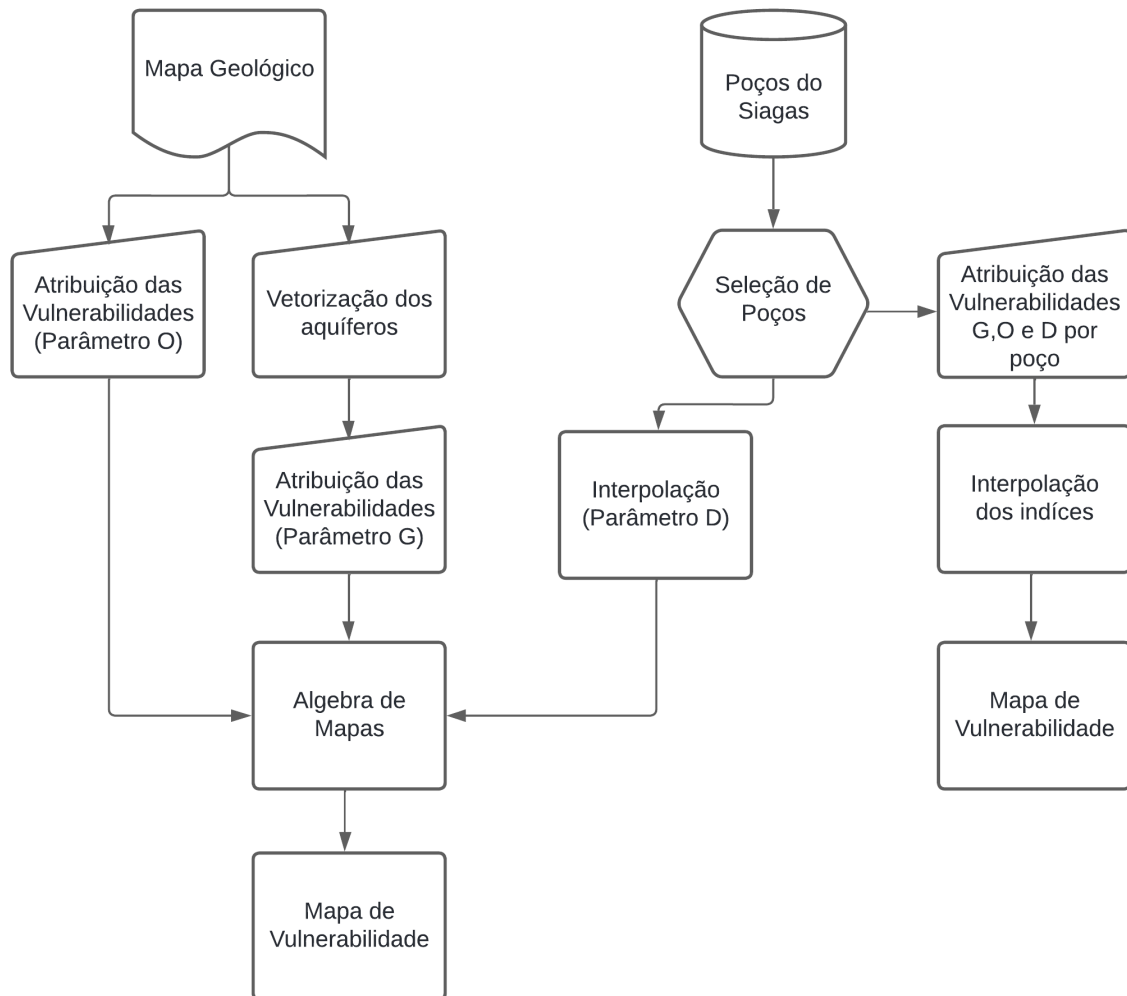 Mapa Geológico
Poços do
Siagas
Atribuição das
Vulnerabilidades
(Parâmetro O)
Vetorização dos
aquíferos
Seleção de
Poços
Atribuição das
Vulnerabilidades
G,O e D por
poço
Atribuição das
Vulnerabilidades
(Parâmetro G)
Interpolação
(Parâmetro D)
Interpolação
dos indíces
Algebra de
Mapas
Mapa de
Vulnerabilidade
Mapa de
Vulnerabilidade